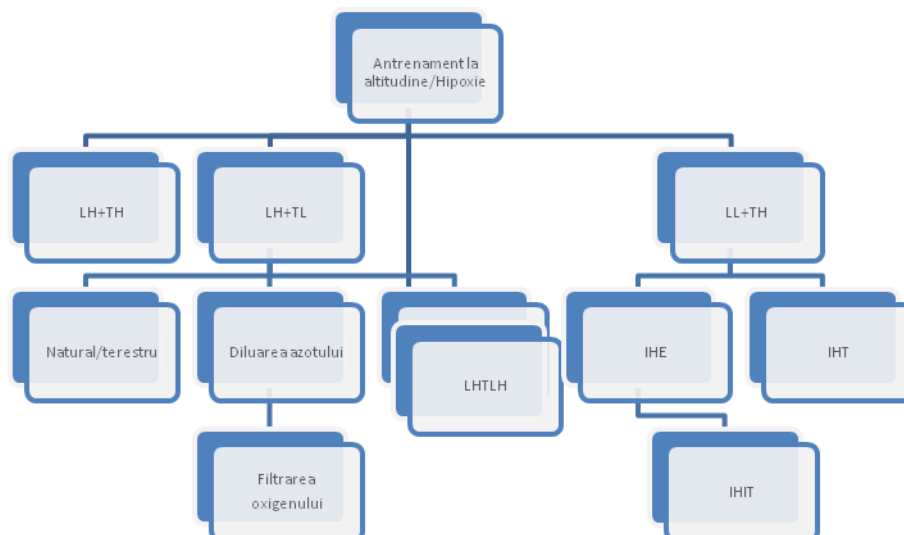 Antrenament la
altitudine/Hipoxie
LH+TH
LH+TL
LL+TH
Natural/terestru
Diluarea azotului
LHTLH
IHE
IHT
Filtrarea
oxigenului
IHIT